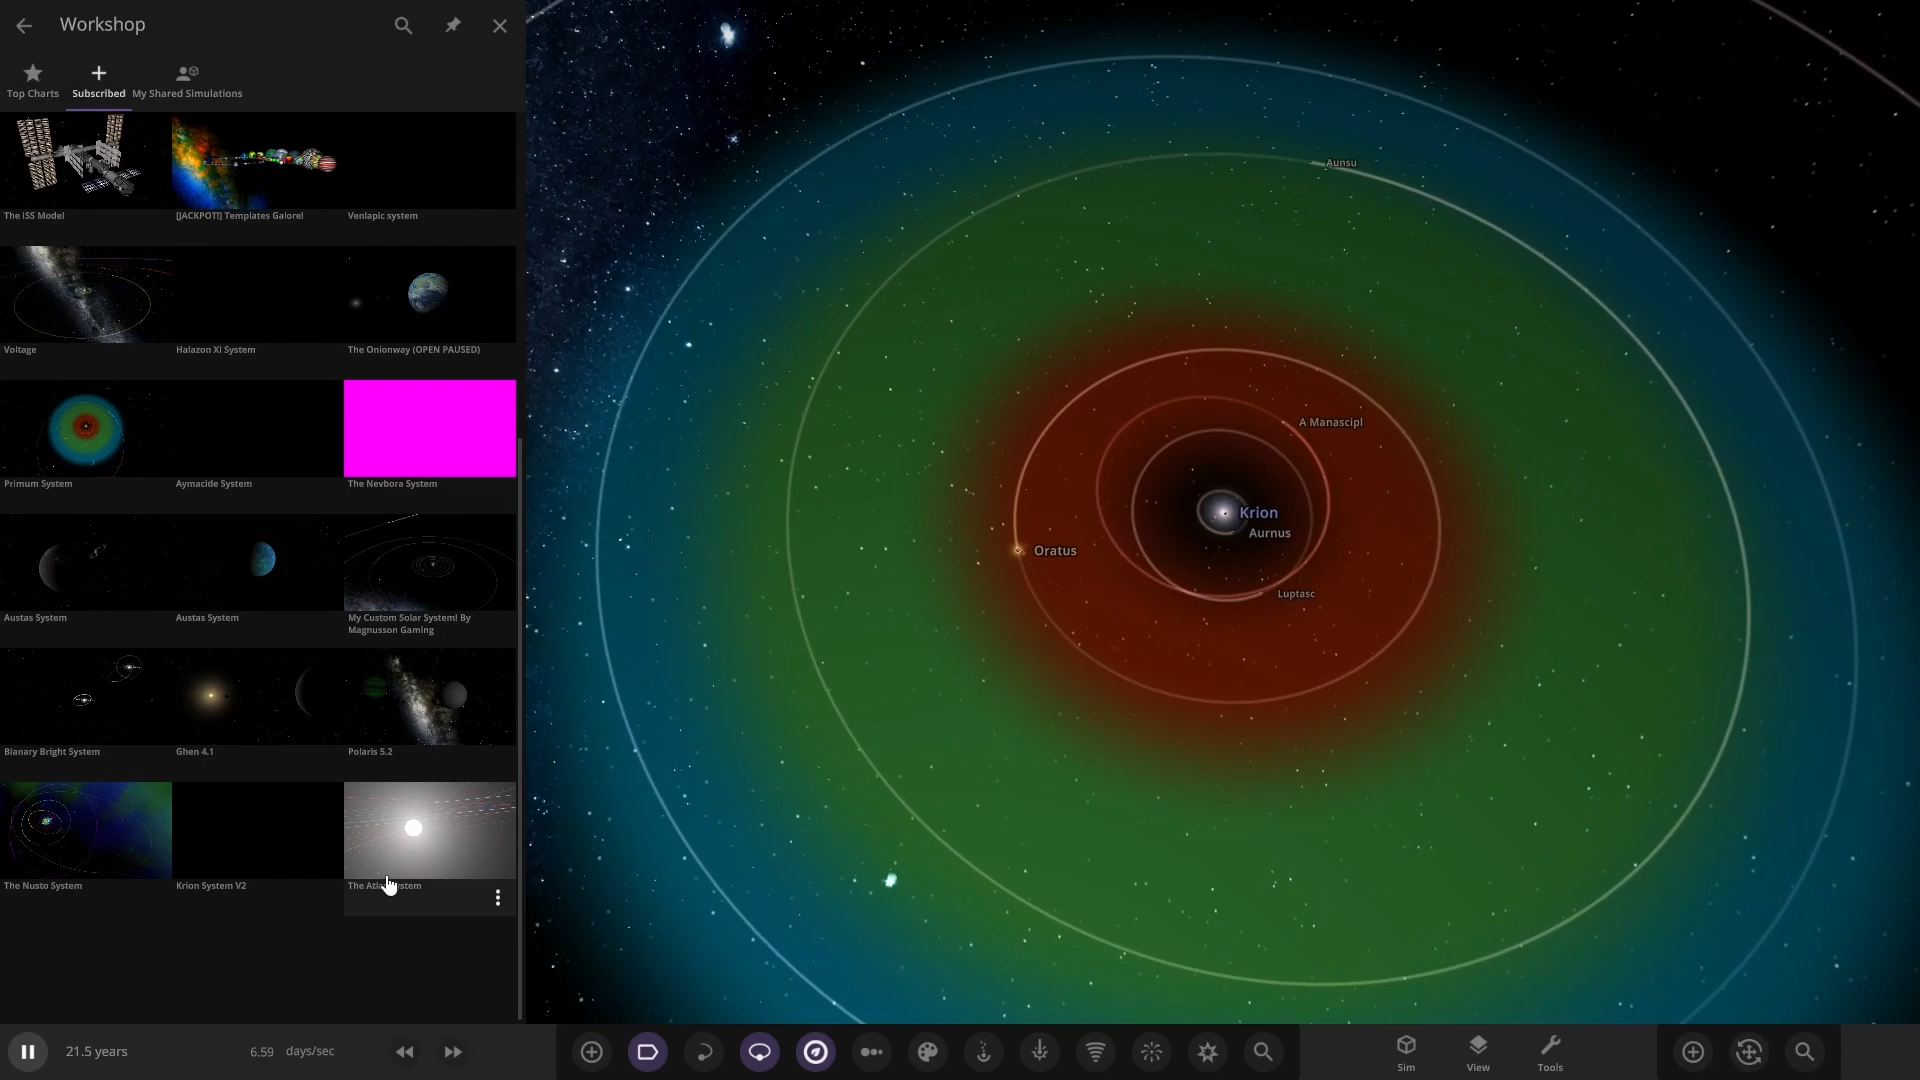 Workshop
Top Charts
Subscribed
My Shared Simulations
The ISS Model
[JACKPOT!] Templates Galore!
Venlapic system
Voltage
Halazon XI System
The Onionway (OPEN PAUSED)
Primum System
Aymacide System
The Nevbora System
Austas System
Austas System
My Custom Solar System! By
Magnusson Gaming
Bianary Bright System
Ghen 4.1
Polaris 5.2
The Nusto System
Krion System V2
The
Aunsu
A Manascipl
Krion
Aurnus
Oratus
Luptasc
21.5 years
6.59 days/sec
Sim
View
Tools